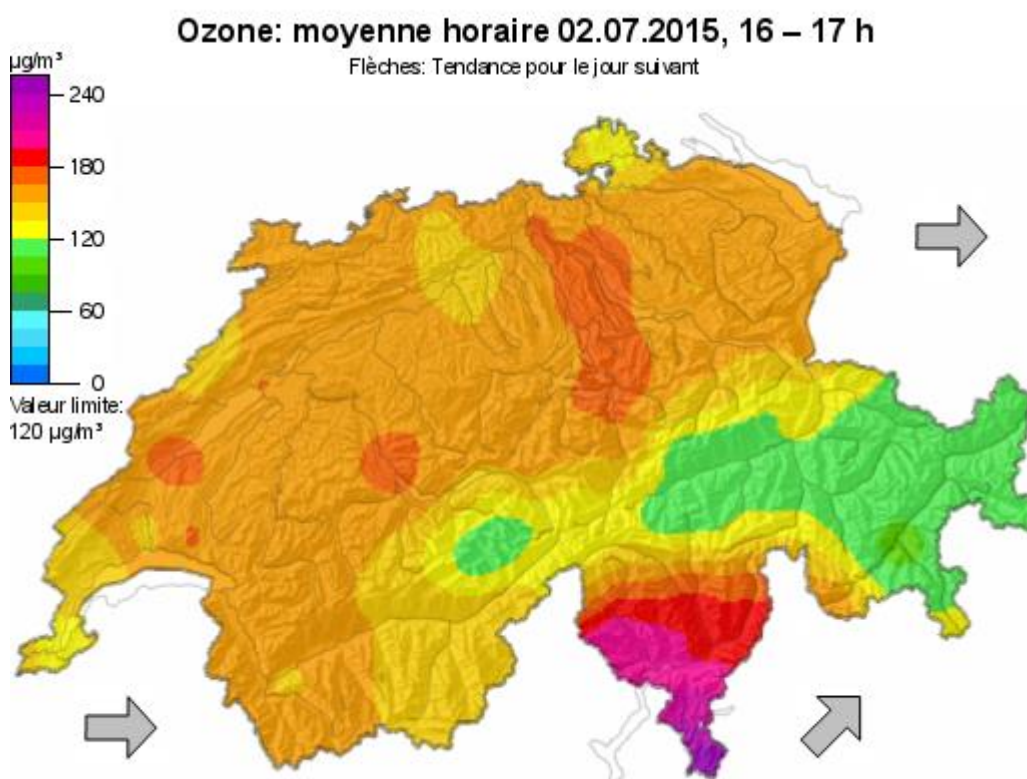 Ozone: moyenne horaire 02.07.2015, 16 – 17 h
Flèches: Tendance pour le jour suivant
µg/m³
240
180
120
60
0
Valeur limite:
120 µg/m³